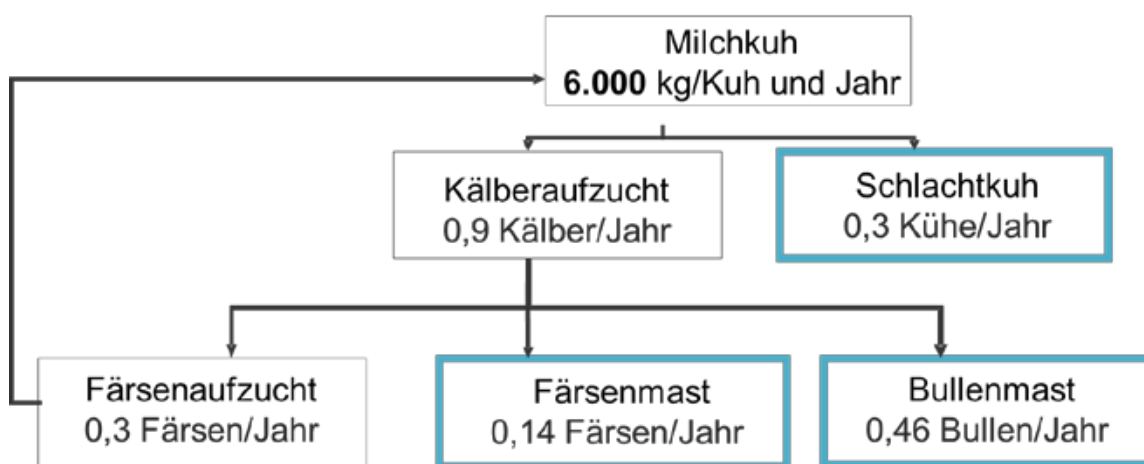 Milchkuh
6.000 kg/Kuh und Jahr
Kälberaufzucht
0,9 Kälber/Jahr
Schlachtkuh
0,3 Kühe/Jahr
Färsenaufzucht
0,3 Färsen/Jahr
Färsenmast
0,14 Färsen/Jahr
Bullenmast
0,46 Bullen/Jahr